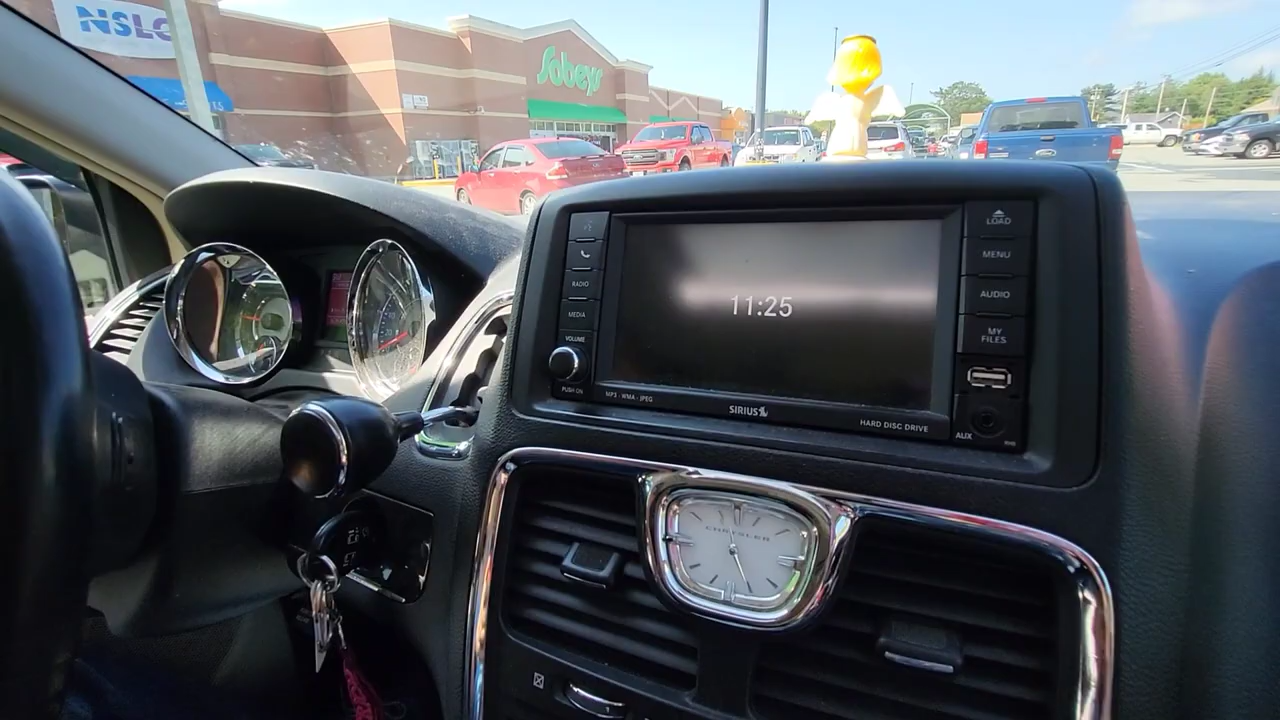 NSLC
Sobeys
LOAD
MENU
RADIO
AUDIO
MEDIA
11:25
MY
FILES
VOLUME
PUSH-ON
MP3 - WMA - JPEG
SIRIUS
HARD DISC DRIVE
AUX
CHRYSLER